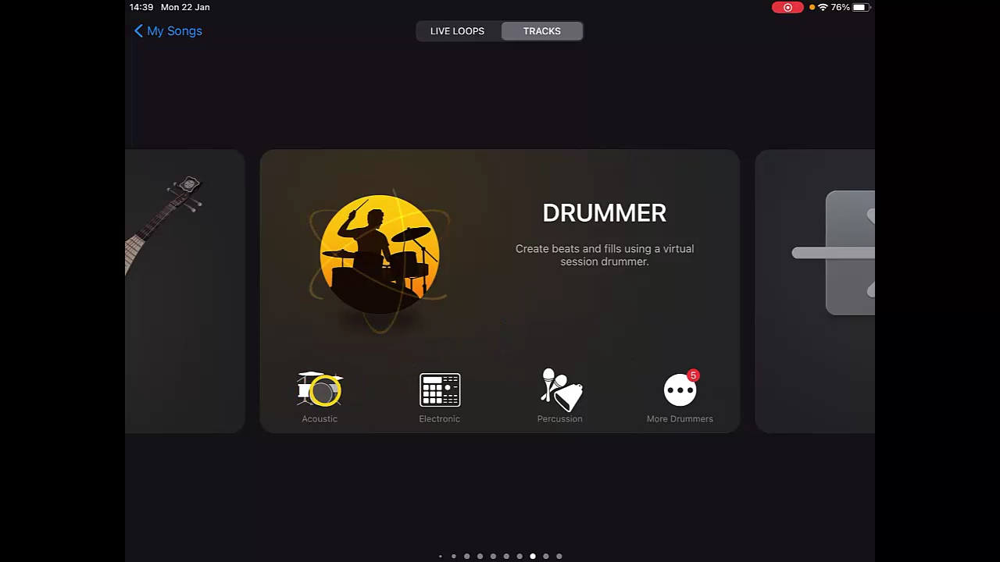 14:39 Mon 22 Jan
76%
My Songs
LIVE LOOPS
TRACKS
DRUMMER
Create beats and fills using a virtual
session drummer.
5
Acoustic
Electronic
Percussion
More Drummers